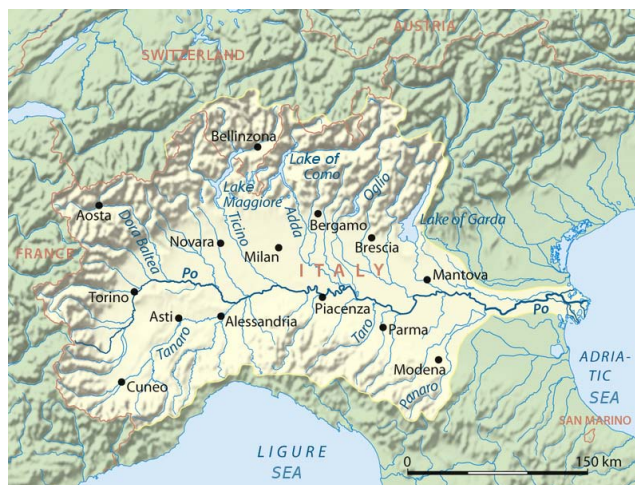 AUSTRIA
SWITZERLAND
Bellinzona
Lake of
Como
Lake
Maggiore
Oglio
Aosta
Dora Baltea
Ticino
Adda
Bergamo
Lake of Garda
Novara
Milan
Brescia
FRANCE
ITALY
Po
Mantova
Torino
Piacenza
Po
Asti
Alessandria
Taro
Parma
Tanaro
Modena
ADRIA-
TIC
SEA
Cuneo
Panaro
SAN MARINO
LIGURE
SEA
0 150 km